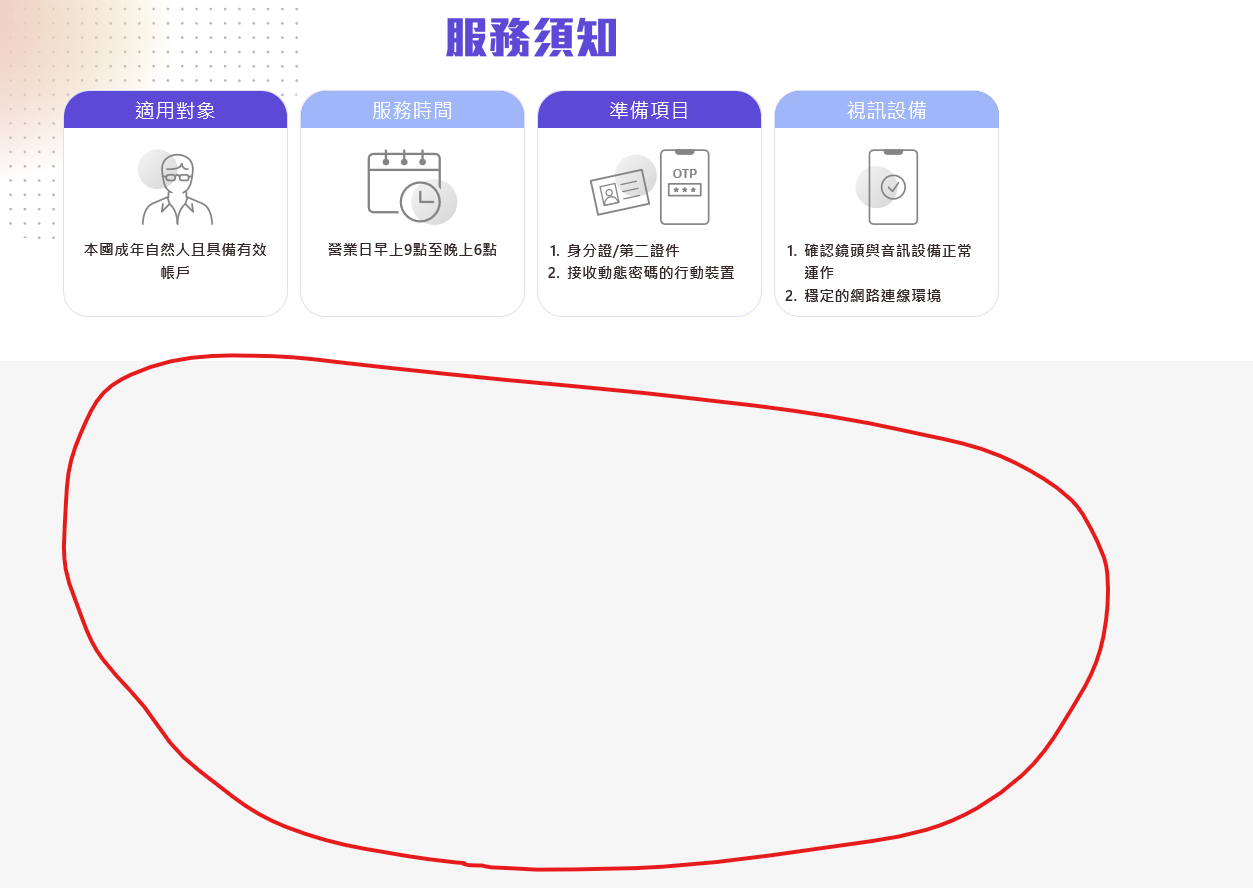 服務須知
適用對象
本國成年自然人且具備有效
帳戶
服務時間
營業日早上9點至晚上6點
準備項目
OTP
***
1. 身分證/第二證件
2. 接收動態密碼的行動裝置
視訊設備
1. 確認鏡頭與音訊設備正常
運作
2. 穩定的網路連線環境